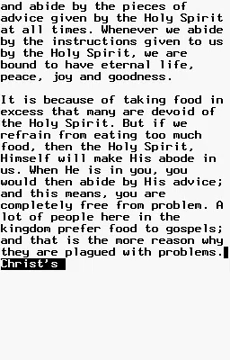 and abide by the pieces of
advice given by the Holy Spirit
at all times. Whenever we abide
by the instructions given to us
by the Holy Spirit, we are
bound to have eternal life,
peace, joy and goodness.

It is because of taking food in
excess that many are devoid of
the Holy Spirit. But if we
refrain from eating too much
food, then the Holy Spirit,
Himself will make His abode in
us. When He is in you, you
would then abide by His advice;
and this means, you are
completely free from problem. A
lot of people here in the
kingdom prefer food to gospels;
and that is the more reason why
they are plagued with problems.
Christ's